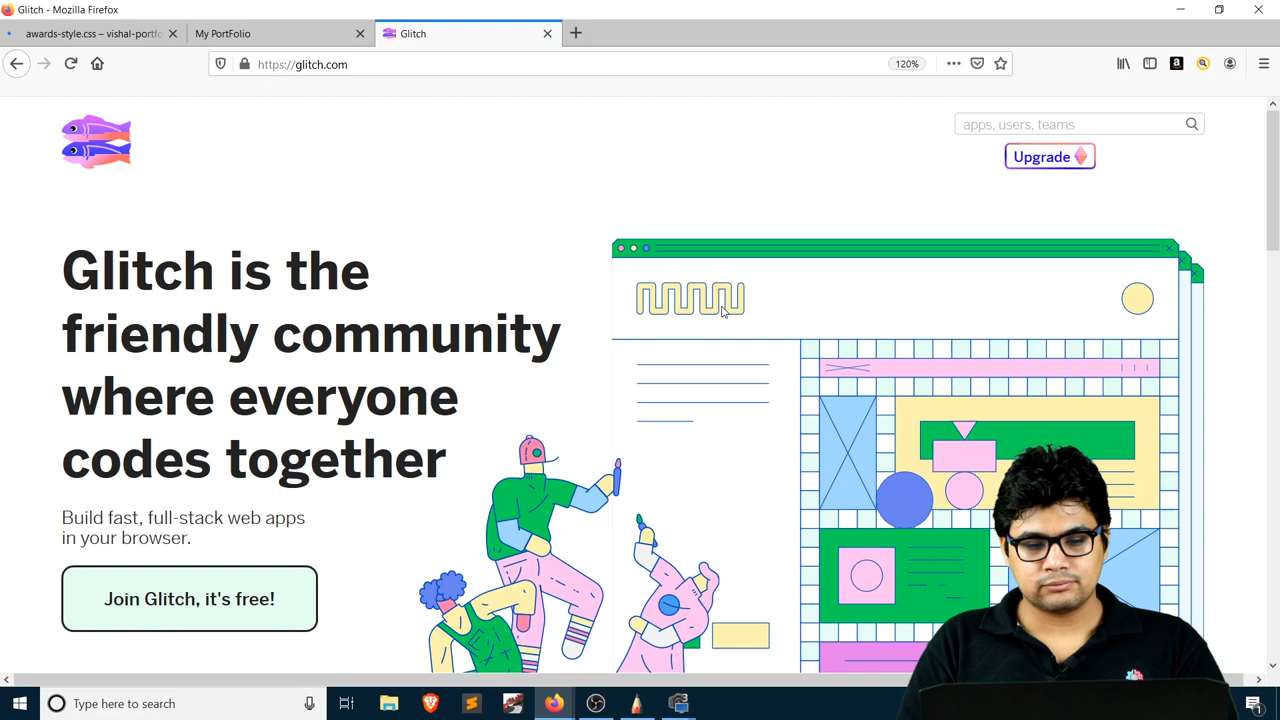 Glitch - Mozilla Firefox
awards-style.css – vishal-portfo
My PortFolio
Glitch
https://glitch.com
120%
apps, users, teams
Upgrade
Glitch is the
friendly community
where everyone
codes together
Build fast, full-stack web apps
in your browser.
Join Glitch, it's free!
Type here to search
1